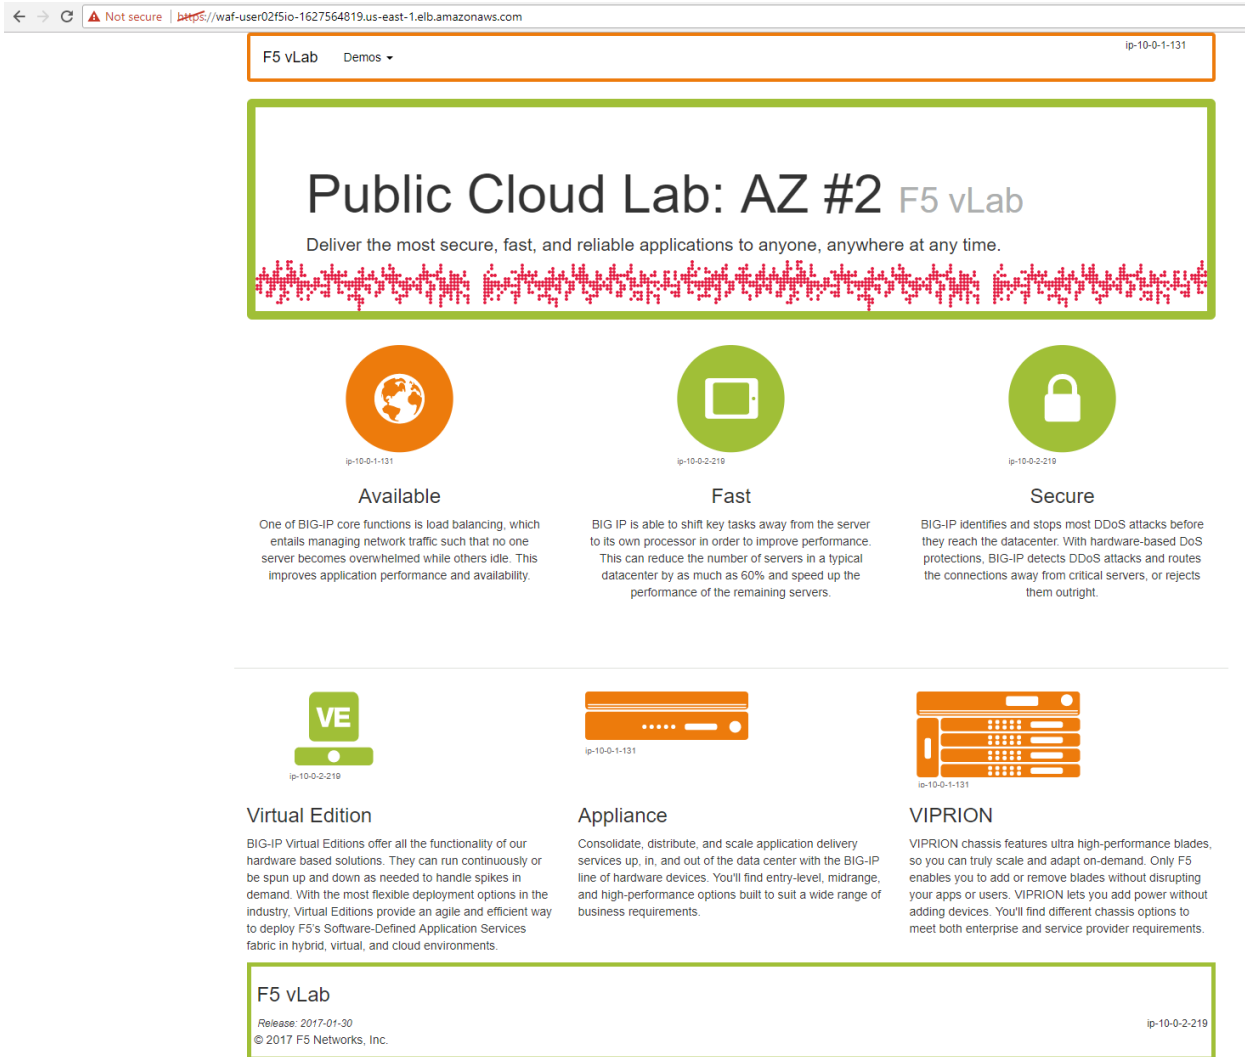 Not secure | https://waf-user02f5io-1627564819.us-east-1.elb.amazonaws.com
F5 vLab Demos ip-10-0-1-131
Public Cloud Lab: AZ #2 F5 vLab
Deliver the most secure, fast, and reliable applications to anyone, anywhere at any time.
ip-10-0-1-131
Available
One of BIG-IP core functions is load balancing, which
entails managing network traffic such that no one
server becomes overwhelmed while others idle. This
improves application performance and availability.
ip-10-0-2-219
Fast
BIG IP is able to shift key tasks away from the server
to its own processor in order to improve performance.
This can reduce the number of servers in a typical
datacenter by as much as 60% and speed up the
performance of the remaining servers.
ip-10-0-2-219
Secure
BIG-IP identifies and stops most DDoS attacks before
they reach the datacenter. With hardware-based DoS
protections, BIG-IP detects DDoS attacks and routes
the connections away from critical servers, or rejects
them outright.
VE
ip-10-0-2-219
Virtual Edition
BIG-IP Virtual Editions offer all the functionality of our
hardware based solutions. They can run continuously or
be spun up and down as needed to handle spikes in
demand. With the most flexible deployment options in the
industry, Virtual Editions provide an agile and efficient way
to deploy F5's Software-Defined Application Services
fabric in hybrid, virtual, and cloud environments.
ip-10-0-1-131
Appliance
Consolidate, distribute, and scale application delivery
services up, in, and out of the data center with the BIG-IP
line of hardware devices. You'll find entry-level, midrange,
and high-performance options built to suit a wide range of
business requirements.
ip-10-0-1-131
VIPRION
VIPRION chassis features ultra high-performance blades,
so you can truly scale and adapt on-demand. Only F5
enables you to add or remove blades without disrupting
your apps or users. VIPRION lets you add power without
adding devices. You'll find different chassis options to
meet both enterprise and service provider requirements.
F5 vLab
Release: 2017-01-30 ip-10-0-2-219
© 2017 F5 Networks, Inc.